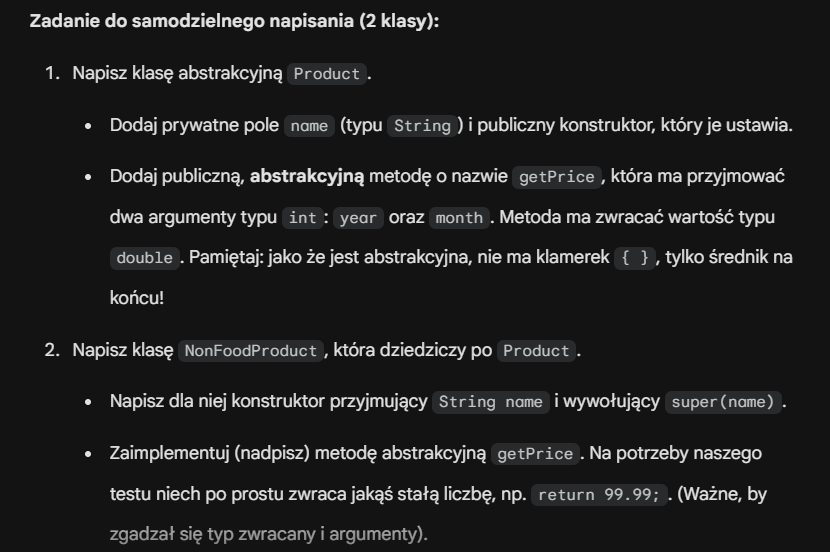 Zadanie do samodzielnego napisania (2 klasy):
1. Napisz klasę abstrakcyjną Product.
• Dodaj prywatne pole name (typu String) i publiczny konstruktor, który je ustawia.
• Dodaj publiczną, abstrakcyjną metodę o nazwie getPrice, która ma przyjmować
dwa argumenty typu int: year oraz month. Metoda ma zwracać wartość typu
double. Pamiętaj: jako że jest abstrakcyjna, nie ma klamerek { }, tylko średnik na
końcu!
2. Napisz klasę NonFoodProduct, która dziedziczy po Product.
• Napisz dla niej konstruktor przyjmujący String name i wywołujący super(name).
• Zaimplementuj (nadpisz) metodę abstrakcyjną getPrice. Na potrzeby naszego
testu niech po prostu zwraca jakąś stałą liczbę, np. return 99.99;. (Ważne, by
zgadzał się typ zwracany i argumenty).